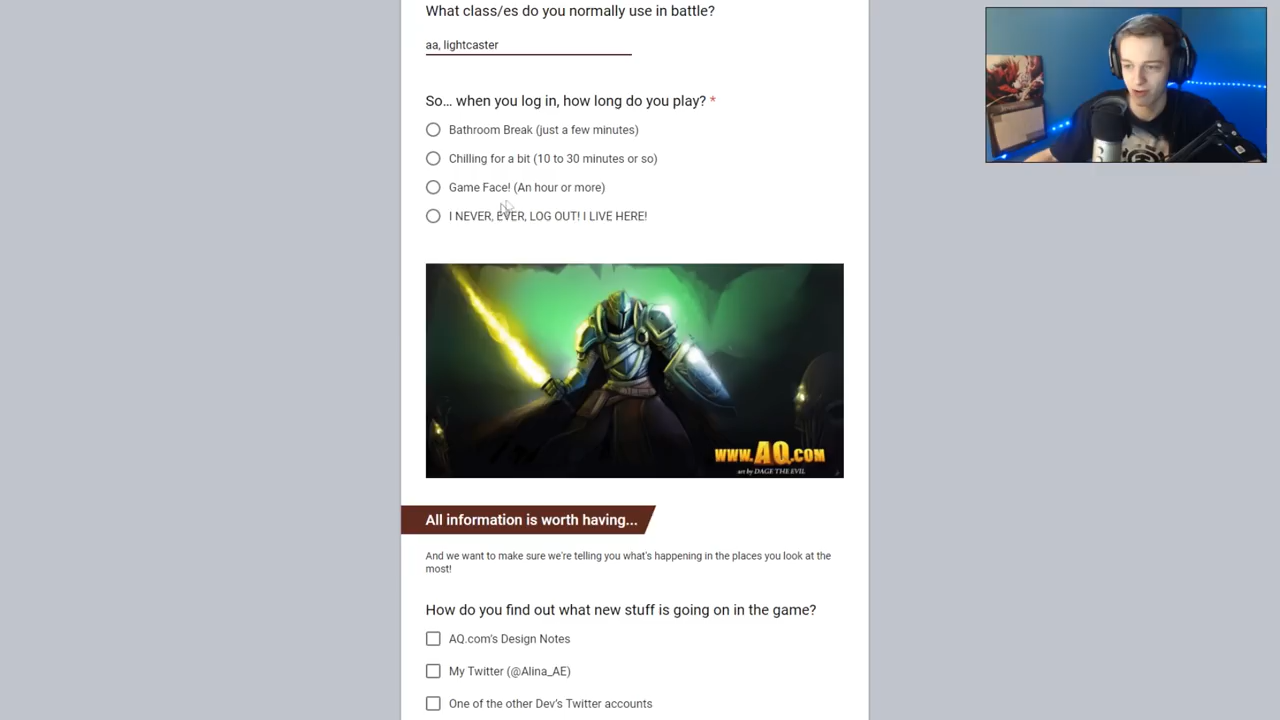 What class/es do you normally use in battle?
aa, lightcaster
So... when you log in, how long do you play? *
Bathroom Break (just a few minutes)
Chilling for a bit (10 to 30 minutes or so)
Game Face! (An hour or more)
I NEVER, EVER, LOG OUT! I LIVE HERE!
WWW.AQ.COM
art by DAGE THE EVIL
All information is worth having...
And we want to make sure we're telling you what's happening in the places you look at the
most!
How do you find out what new stuff is going on in the game?
AQ.com's Design Notes
My Twitter (@Alina_AE)
One of the other Dev's Twitter accounts